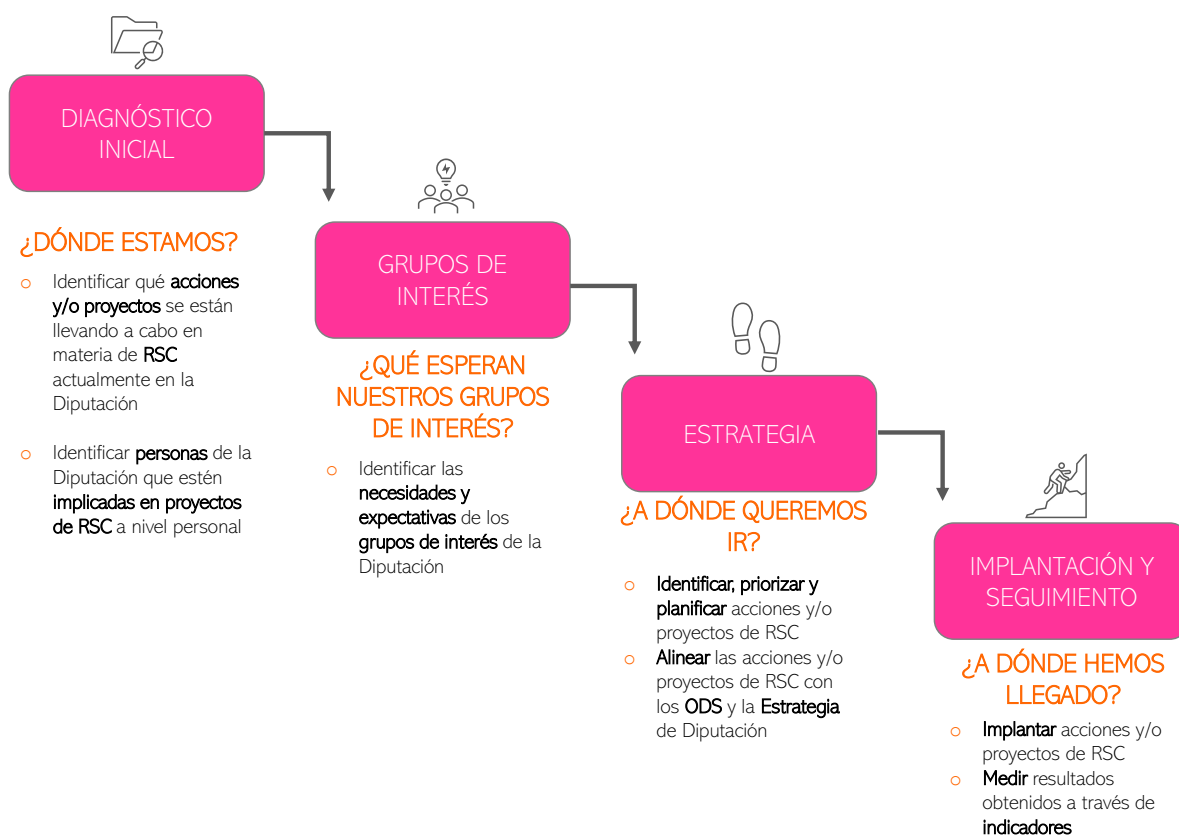 DIAGNÓSTICO
INICIAL
¿DÓNDE ESTAMOS?
o Identificar qué acciones
y/o proyectos se están
llevando a cabo en
materia de RSC
actualmente en la
Diputación
o Identificar personas de la
Diputación que estén
implicadas en proyectos
de RSC a nivel personal
GRUPOS DE
INTERÉS
¿QUÉ ESPERAN
NUESTROS GRUPOS
DE INTERÉS?
o Identificar las
necesidades y
expectativas de los
grupos de interés de la
Diputación
ESTRATEGIA
¿A DÓNDE QUEREMOS
IR?
o Identificar, priorizar y
planificar acciones y/o
proyectos de RSC
o Alinear las acciones y/o
proyectos de RSC con
los ODS y la Estrategia
de Diputación
IMPLANTACIÓN Y
SEGUIMIENTO
¿A DÓNDE HEMOS
LLEGADO?
o Implantar acciones y/o
proyectos de RSC
o Medir resultados
obtenidos a través de
indicadores